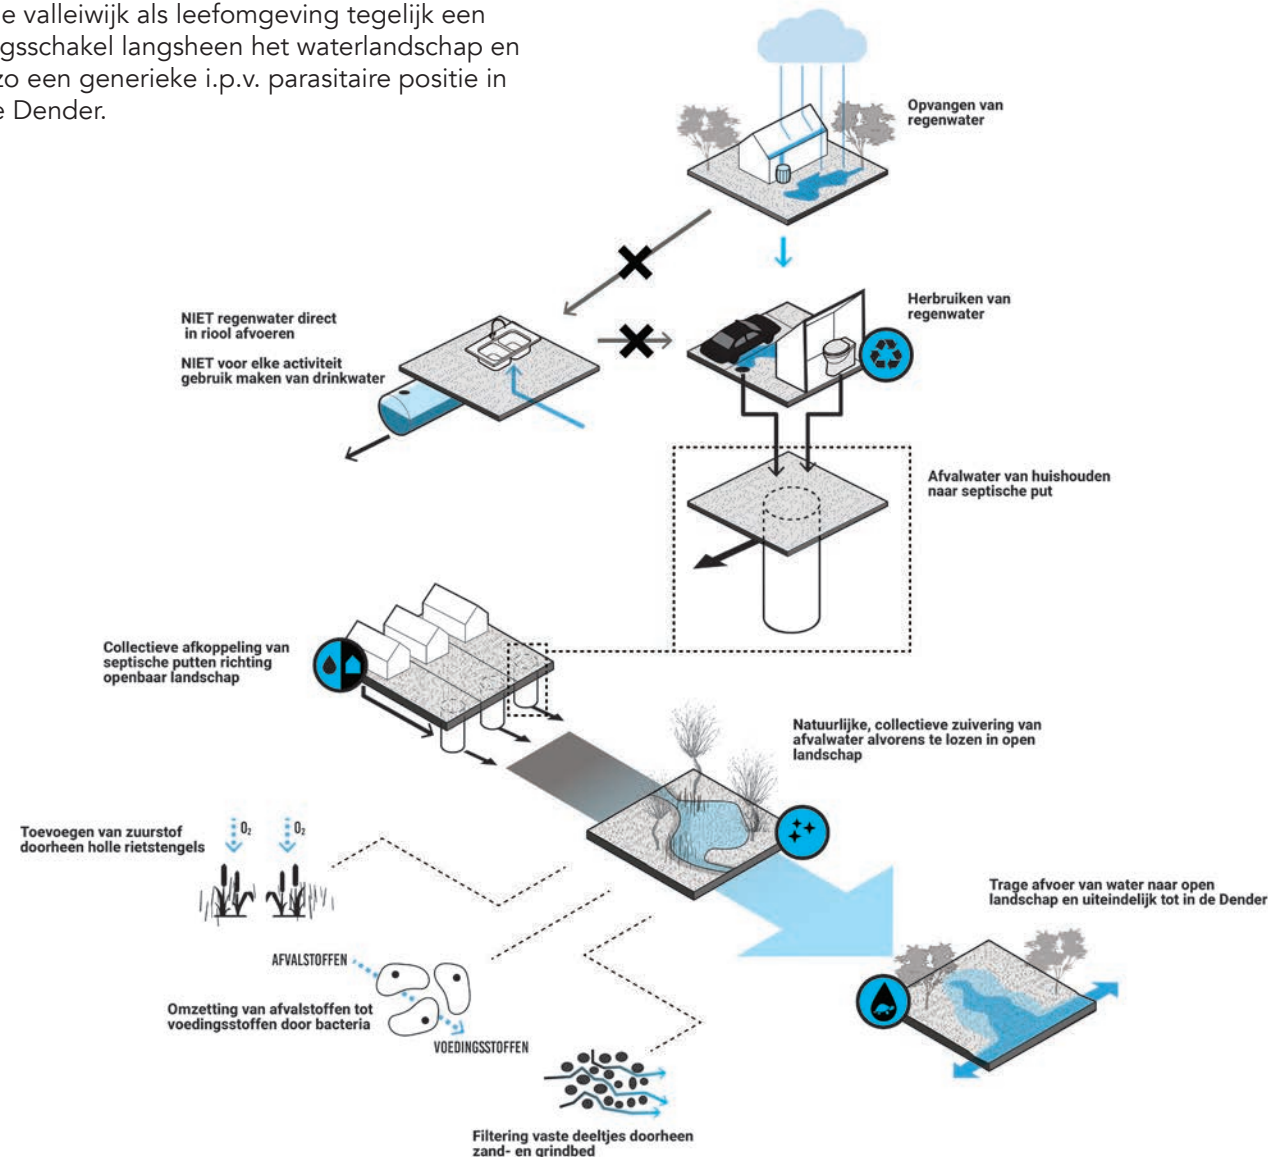 e valleiwijk als leefomgeving tegelijk een
ngsschakel langsheen het waterlandschap en
zo een generieke i.p.v. parasitaire positie in
e Dender.
Opvangen van
regenwater
NIET regenwater direct
in riool afvoeren
NIET voor elke activiteit
gebruik maken van drinkwater
Herbruiken van
regenwater
Afvalwater van huishouden
naar septische put
Collectieve afkoppeling van
septische putten richting
openbaar landschap
Natuurlijke, collectieve zuivering van
afvalwater alvorens te lozen in open
landschap
Toevoegen van zuurstof
doorheen holle rietstengels
O₂
O₂
Trage afvoer van water naar open
landschap en uiteindelijk tot in de Dender
AFVALSTOFFEN
Omzetting van afvalstoffen tot
voedingsstoffen door bacteria
VOEDINGSSTOFFEN
Filtering vaste deeltjes doorheen
zand- en grindbed